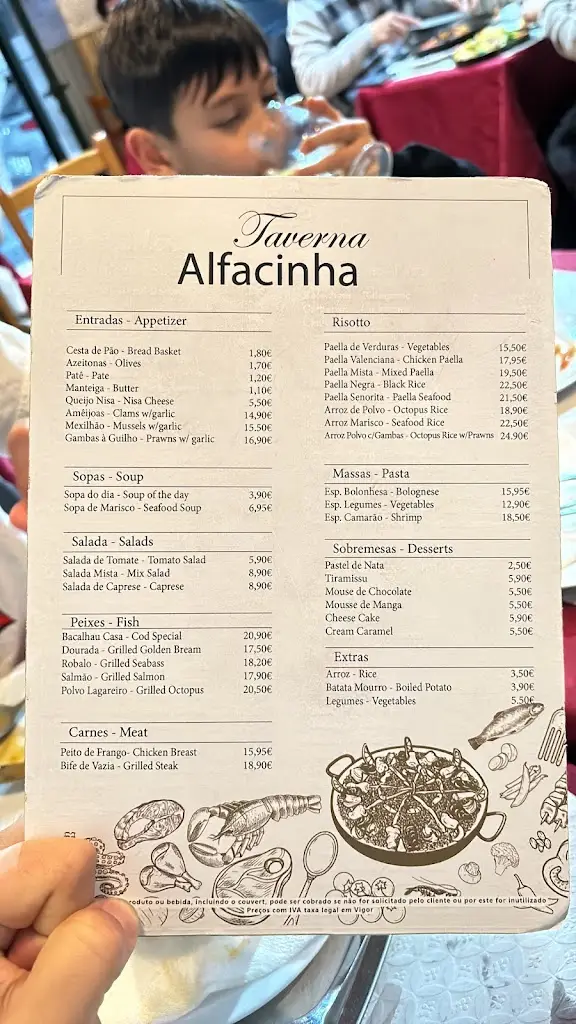 Taverna
Alfacinha
Entradas - Appetizer
Cesta de Pão - Bread Basket 1,80€
Azeitonas - Olives 1,70€
Patê - Pate 1,20€
Manteiga - Butter 1,10€
Queijo Nisa - Nisa Cheese 5,50€
Amêijoas - Clams w/garlic 14,90€
Mexilhão - Mussels w/garlic 15.50€
Gambas à Guilho - Prawns w/ garlic 16,90€
Sopas - Soup
Sopa do dia - Soup of the day 3,90€
Sopa de Marisco - Seafood Soup 6,95€
Salada - Salads
Salada de Tomate - Tomato Salad 5,90€
Salada Mista - Mix Salad 8,90€
Salada de Caprese - Caprese 8,90€
Peixes - Fish
Bacalhau Casa - Cod Special 20,90€
Dourada - Grilled Golden Bream 17,50€
Robalo - Grilled Seabass 18,20€
Salmão - Grilled Salmon 17,90€
Polvo Lagareiro - Grilled Octopus 20,50€
Carnes - Meat
Peito de Frango- Chicken Breast 15,95€
Bife de Vazia - Grilled Steak 18,90€
Risotto
Paella de Verduras - Vegetables 15,50€
Paella Valenciana - Chicken Paella 17,95€
Paella Mista - Mixed Paella 19,50€
Paella Negra - Black Rice 22,50€
Paella Senorita - Paella Seafood 21,50€
Arroz de Polvo - Octopus Rice 18,90€
Arroz Marisco - Seafood Rice 22,50€
Arroz Polvo c/Gambas - Octopus Rice w/Prawns 24.90€
Massas - Pasta
Esp. Bolonhesa - Bolognese 15,95€
Esp. Legumes - Vegetables 12,90€
Esp. Camarão - Shrimp 18,50€
Sobremesas - Desserts
Pastel de Nata 2,50€
Tiramissu 5,90€
Mouse de Chocolate 5,50€
Mousse de Manga 5,50€
Cheese Cake 5,90€
Cream Caramel 5,50€
Extras
Arroz - Rice 3,50€
Batata Mourro - Boiled Potato 3,90€
Legumes - Vegetables 5.50€
roduto ou bebida, incluindo o couvert, pode ser cobrado se não for solicitado pelo cliente ou por este for inutilizado
Preços com IVA taxa legal em Vigor